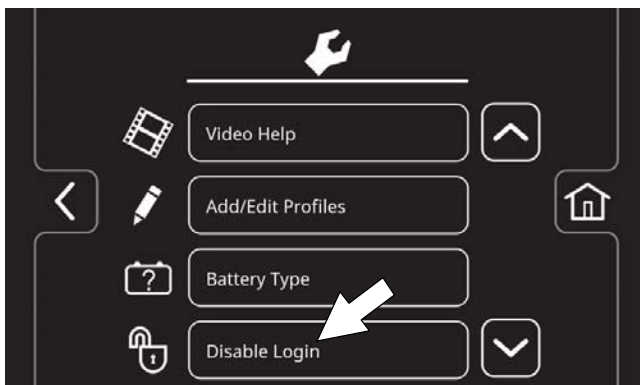 Video Help
Add/Edit Profiles
?
Battery Type
Disable Login